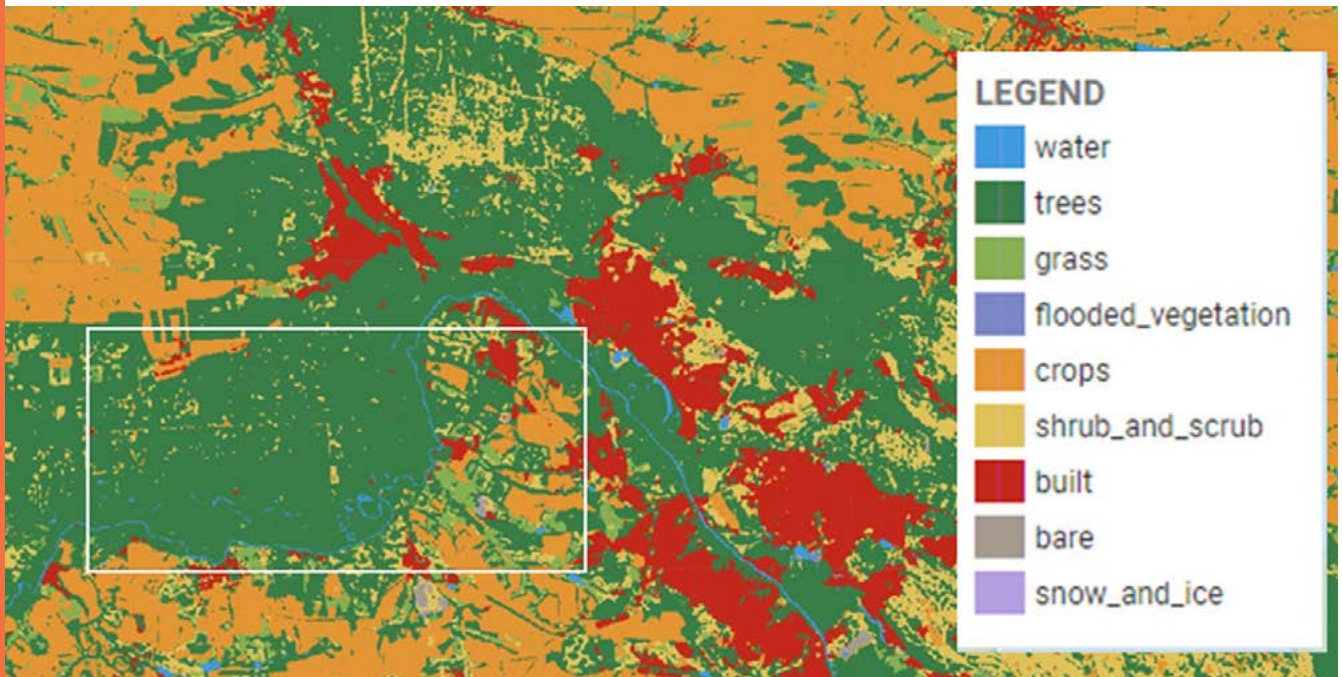 LEGEND
water
trees
grass
flooded_vegetation
crops
shrub_and_scrub
built
bare
snow_and_ice